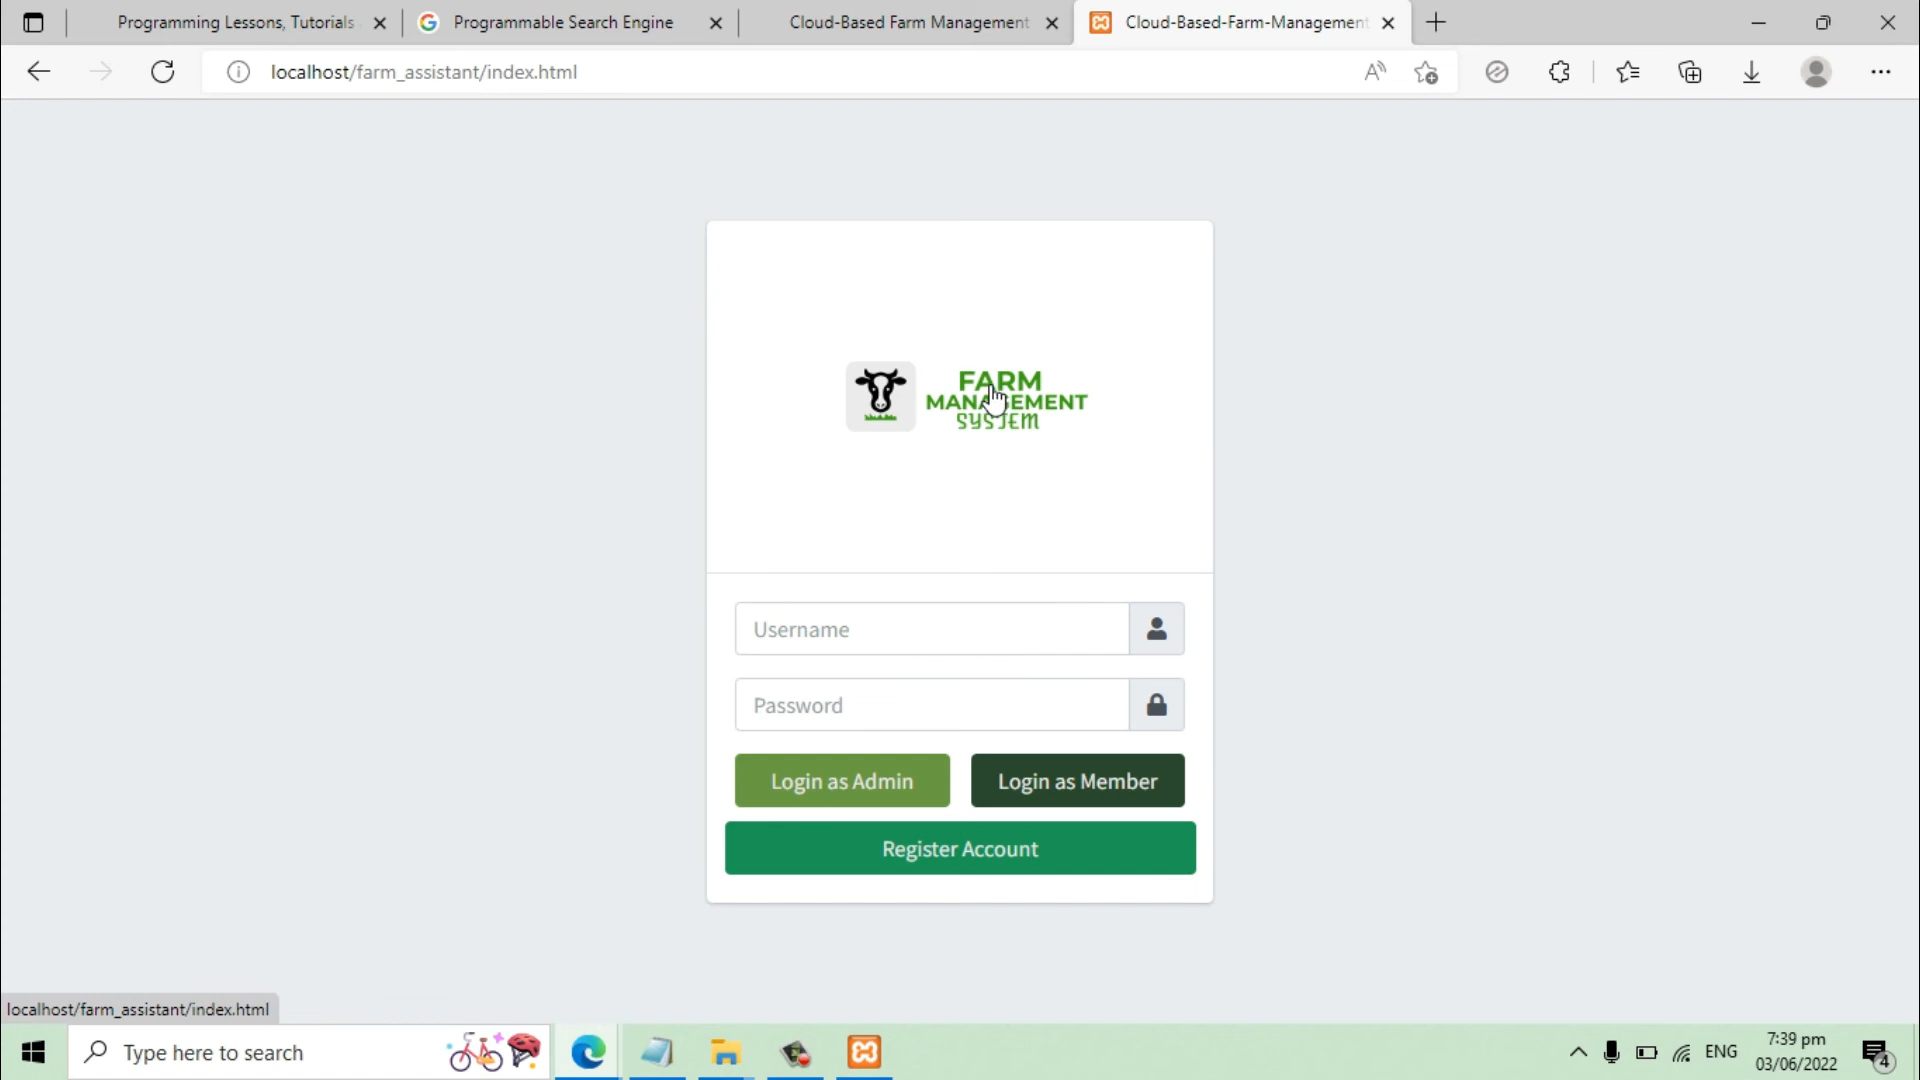 Programming Lessons, Tutorials
Programmable Search Engine
Cloud-Based Farm Management
Cloud-Based-Farm-Management
localhost/farm_assistant/index.html
FARM
MANAGEMENT
SYSTEM
Username
Password
Login as Admin
Login as Member
Register Account
localhost/farm_assistant/index.html
Type here to search
ENG
7:39 pm
03/06/2022
4